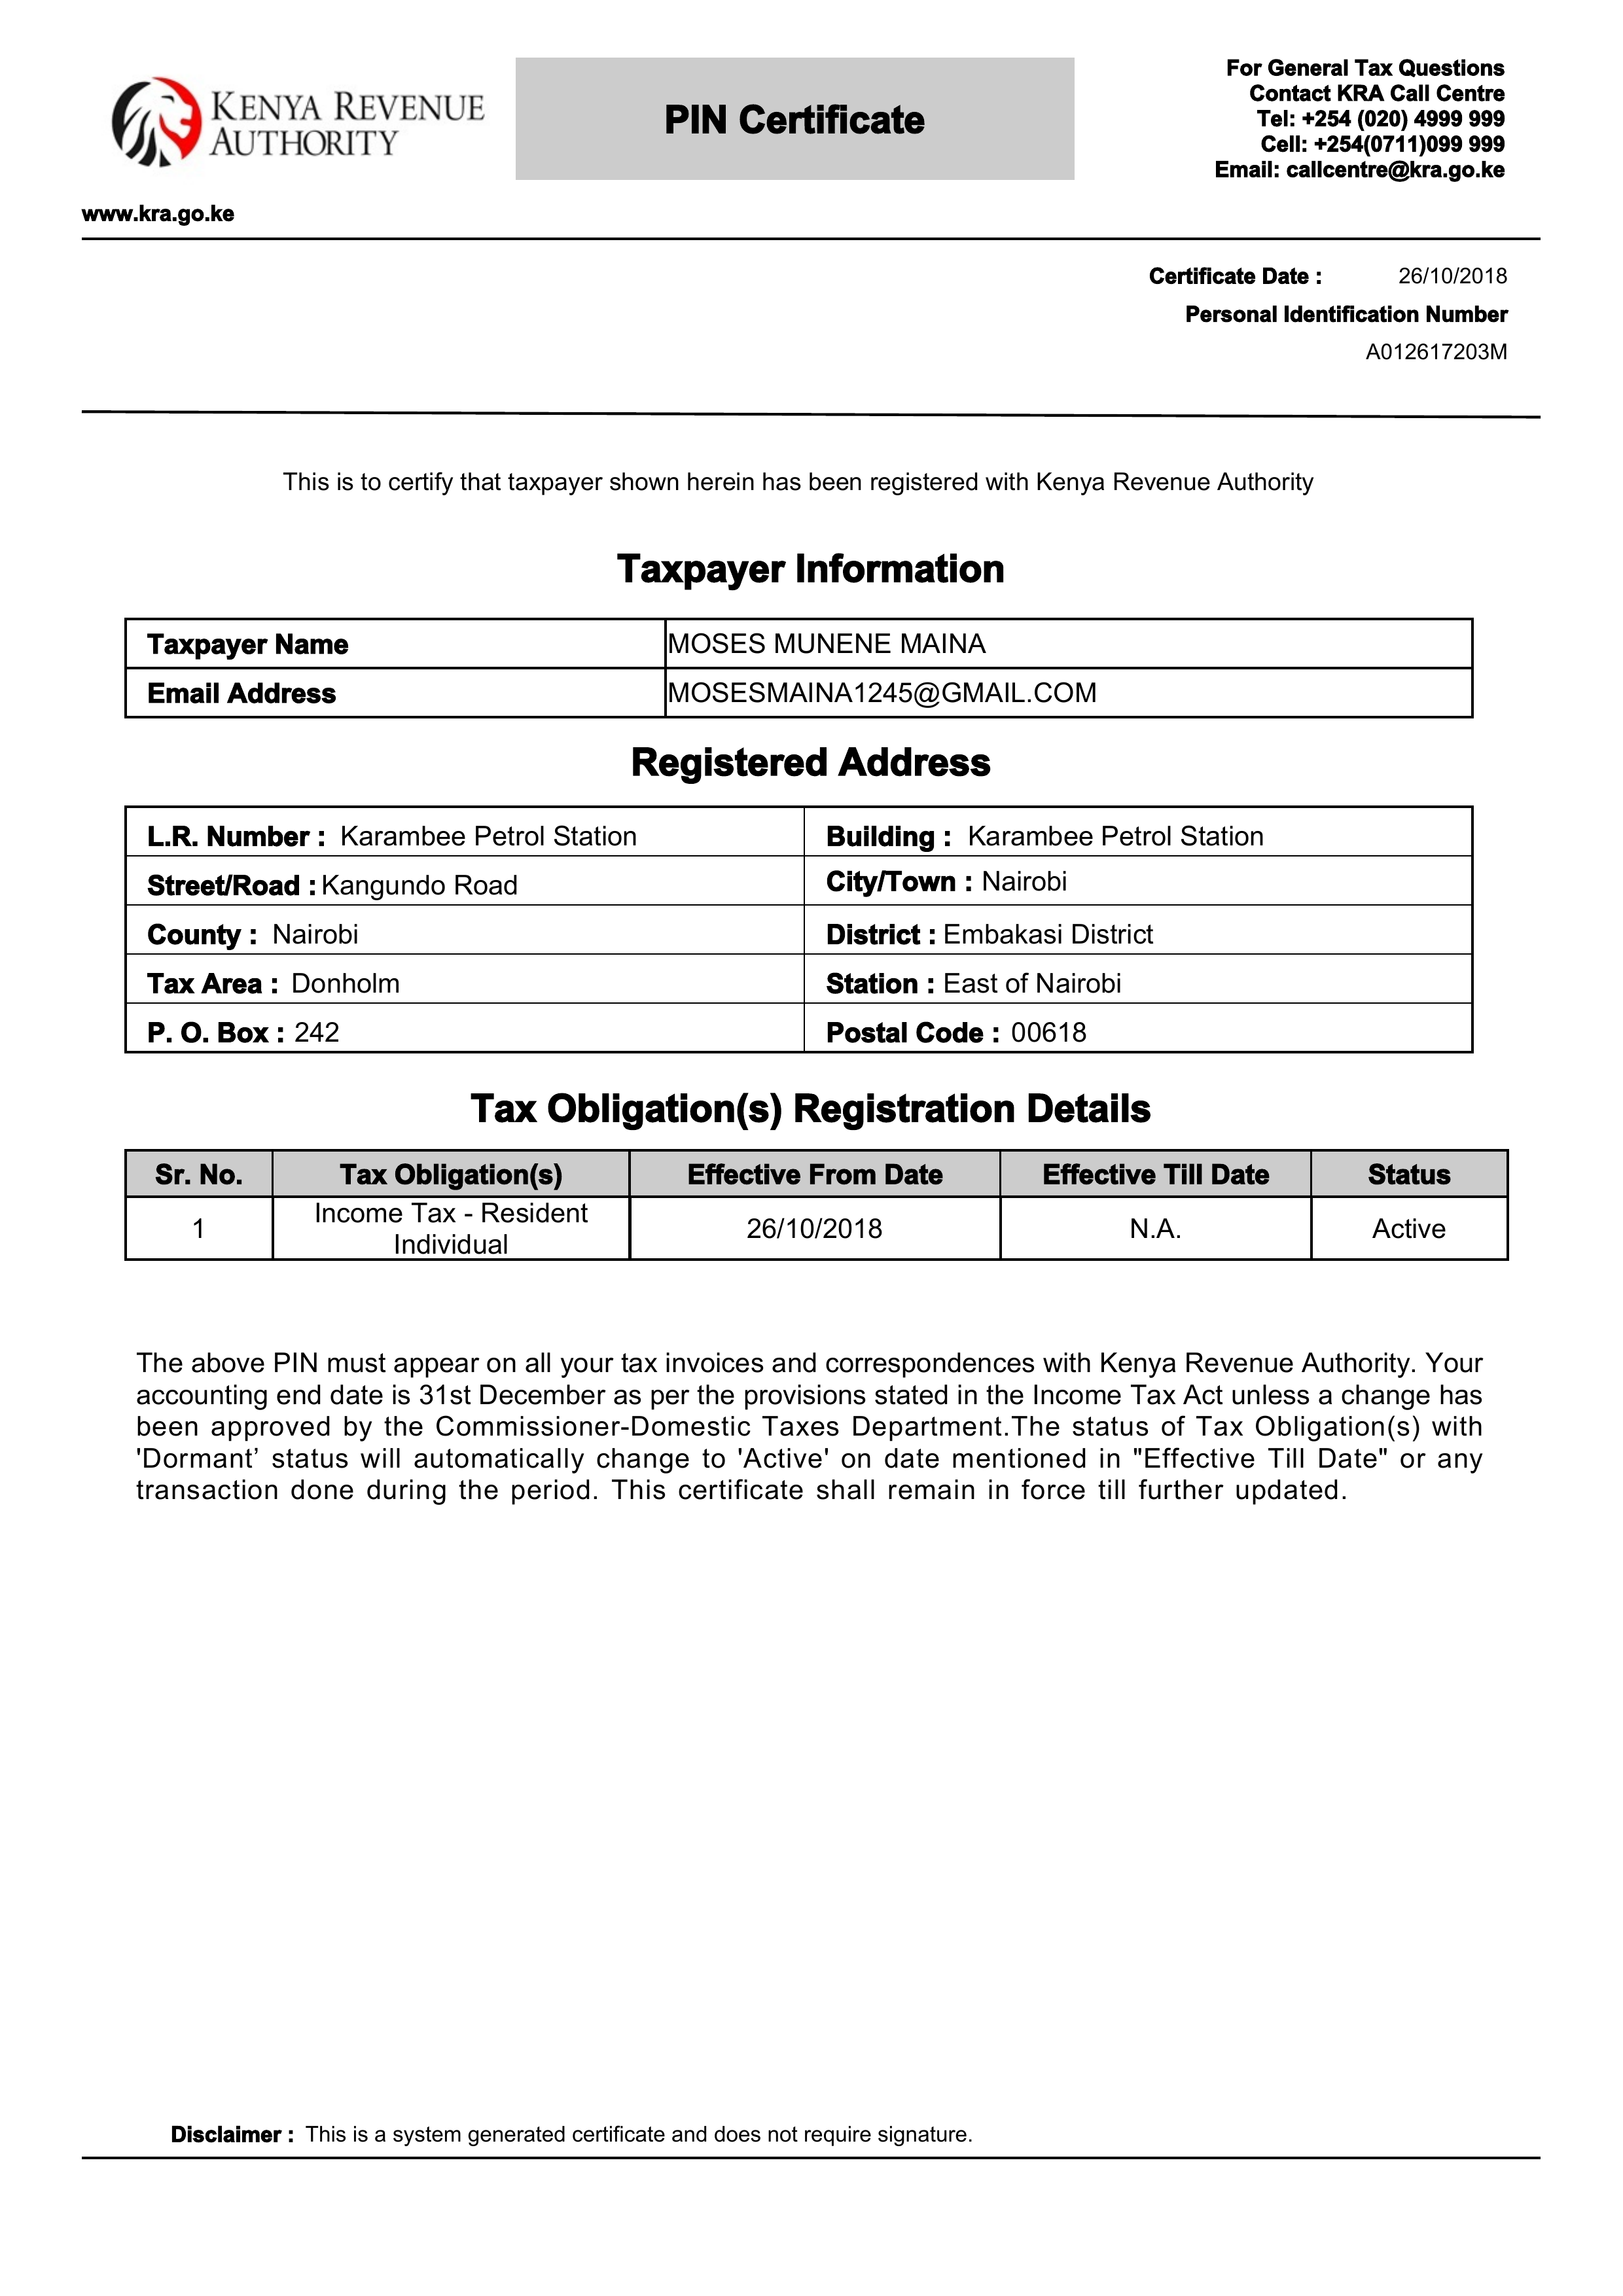 KENYA REVENUE
AUTHORITY
PIN Certificate
For General Tax Questions
Contact KRA Call Centre
Tel: +254 (020) 4999 999
Cell: +254(0711)099 999
Email: callcentre@kra.go.ke
www.kra.go.ke
Certificate Date : 26/10/2018
Personal Identification Number
A012617203M
This is to certify that taxpayer shown herein has been registered with Kenya Revenue Authority
Taxpayer Information
Taxpayer Name MOSES MUNENE MAINA
Email Address MOSESMAINA1245@GMAIL.COM
Registered Address
L.R. Number : Karambee Petrol Station Building : Karambee Petrol Station
Street/Road : Kangundo Road City/Town : Nairobi
County : Nairobi District : Embakasi District
Tax Area : Donholm Station : East of Nairobi
P. O. Box : 242 Postal Code : 00618
Tax Obligation(s) Registration Details
Sr. No. Tax Obligation(s) Effective From Date Effective Till Date Status
1 Income Tax - Resident Individual 26/10/2018 N.A. Active
The above PIN must appear on all your tax invoices and correspondences with Kenya Revenue Authority. Your
accounting end date is 31st December as per the provisions stated in the Income Tax Act unless a change has
been approved by the Commissioner-Domestic Taxes Department.The status of Tax Obligation(s) with
'Dormant’ status will automatically change to 'Active' on date mentioned in "Effective Till Date" or any
transaction done during the period. This certificate shall remain in force till further updated.
Disclaimer : This is a system generated certificate and does not require signature.